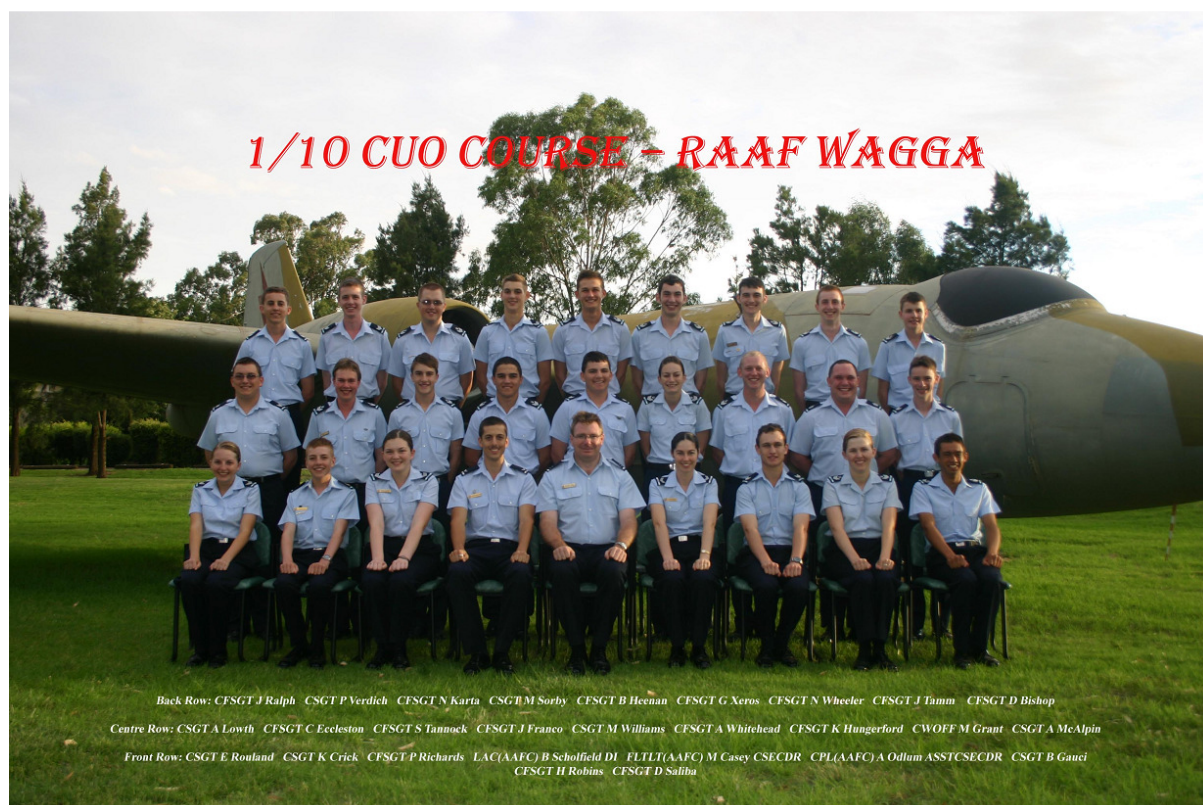 1/10 CUO COURSE – RAAF WAGGA
Back Row: CFSGT J Ralph CSGT P Verdich CFSGT N Karta CSGT M Sorby CFSGT B Heenan CFSGT G Xeros CFSGT N Wheeler CFSGT J Tamm CFSGT D Bishop
Centre Row: CSGT A Lowth CFSGT C Eccleston CFSGT S Tannock CFSGT J Franco CSGT M Williams CFSGT A Whitehead CFSGT K Hungerford CWOFF M Grant CSGT A McAlpin
Front Row: CSGT E Rouland CSGT K Crick CFSGT P Richards LAC(AAFC) B Scholfield DI FLTLT(AAFC) M Casey CSECDR CPL(AAFC) A Odlum ASSTCSECDR CSGT B Gauci
CFSGT H Robins CFSGT D Saliba